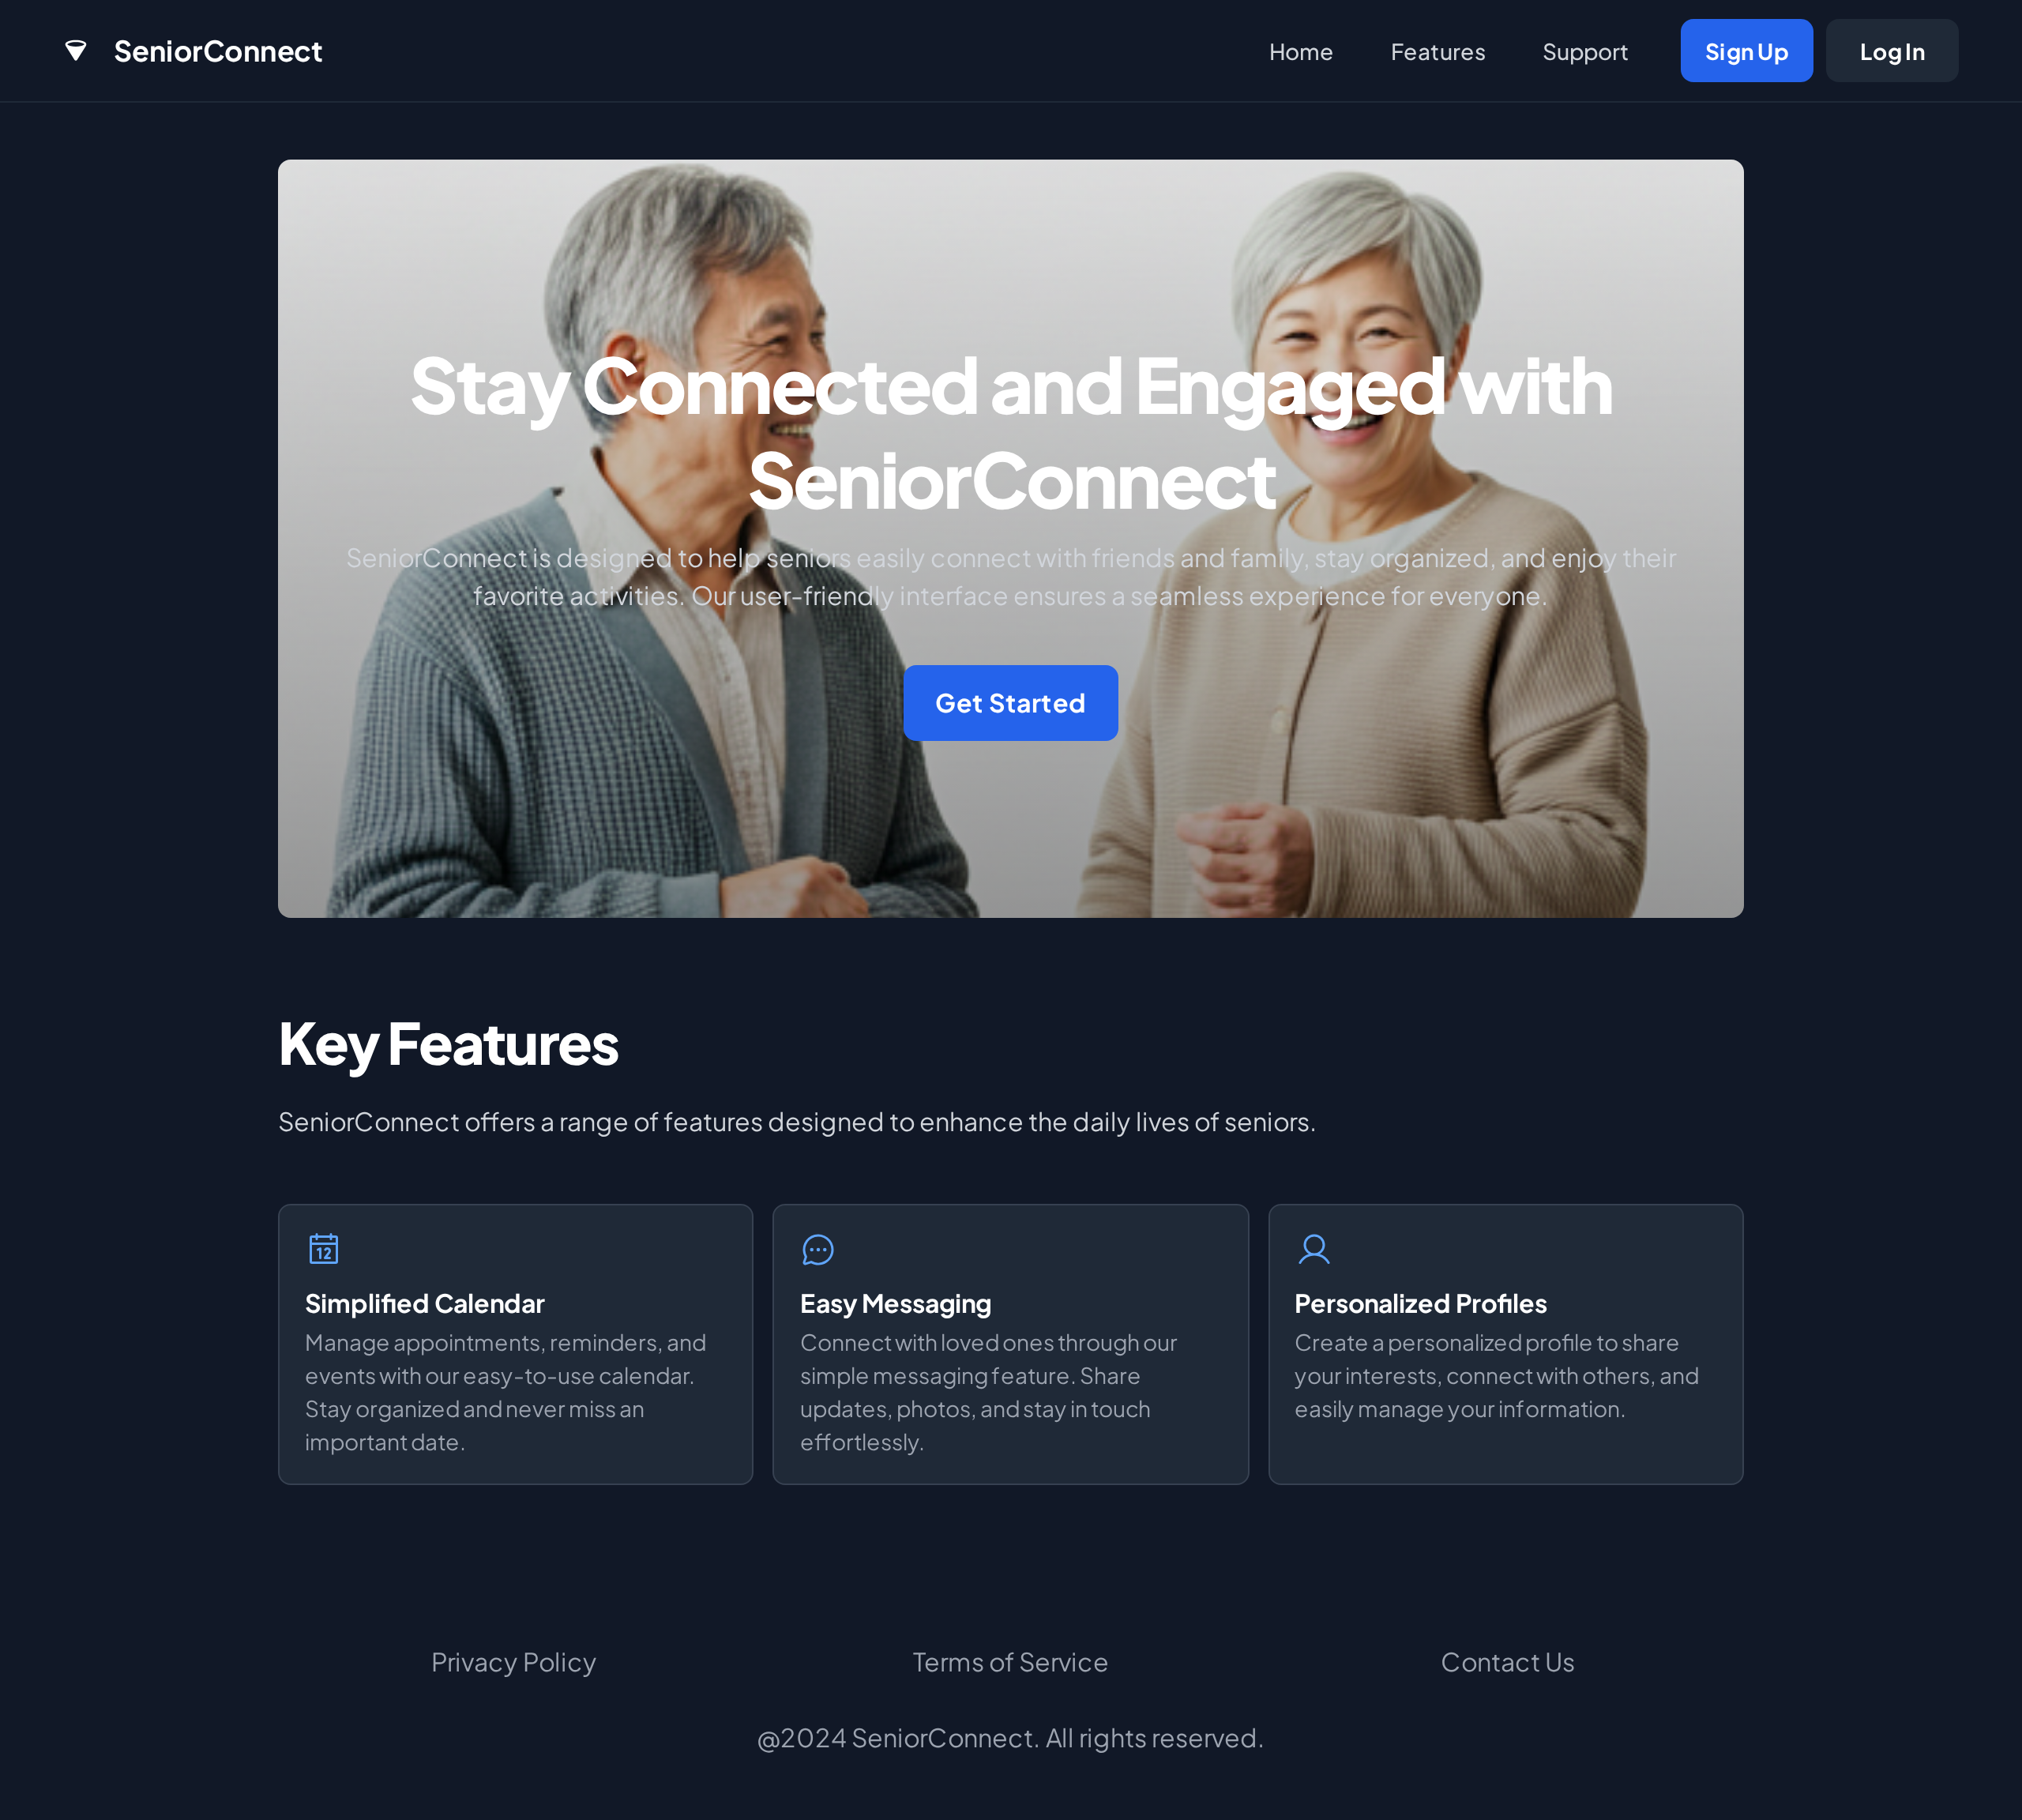 SeniorConnect
Home
Features
Support
Sign Up
Log In
Stay Connected and Engaged with
SeniorConnect
SeniorConnect is designed to help seniors easily connect with friends and family, stay organized, and enjoy their
favorite activities. Our user-friendly interface ensures a seamless experience for everyone.
Get Started
Key Features
SeniorConnect offers a range of features designed to enhance the daily lives of seniors.
12
Simplified Calendar
Manage appointments, reminders, and
events with our easy-to-use calendar.
Stay organized and never miss an
important date.
Easy Messaging
Connect with loved ones through our
simple messaging feature. Share
updates, photos, and stay in touch
effortlessly.
Personalized Profiles
Create a personalized profile to share
your interests, connect with others, and
easily manage your information.
Privacy Policy
Terms of Service
Contact Us
@2024 SeniorConnect. All rights reserved.